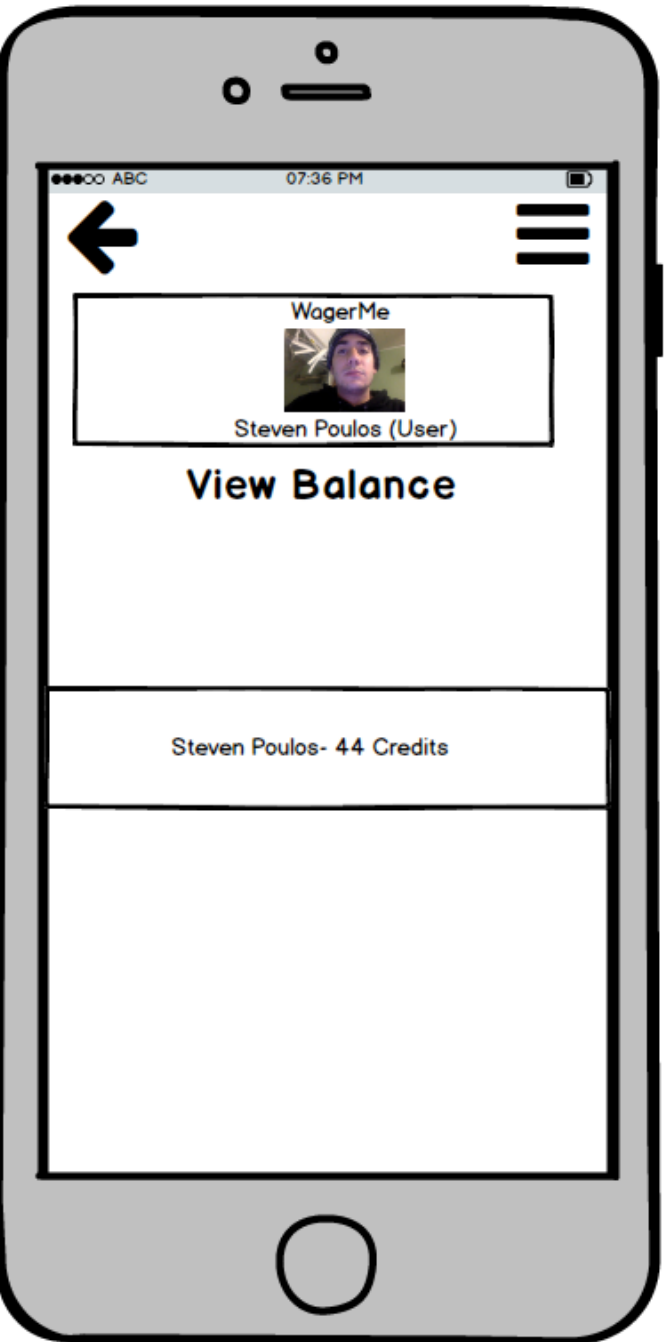 ABC 07:36 PM
WagerMe
Steven Poulos (User)
View Balance
Steven Poulos- 44 Credits